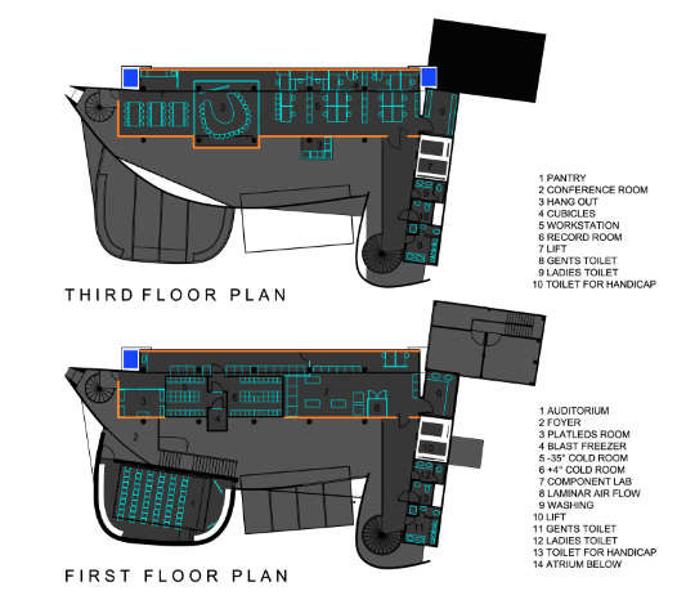 1 PANTRY
2 CONFERENCE ROOM
3 HANG OUT
4 CUBICLES
5 WORKSTATION
6 RECORD ROOM
7 LIFT
8 GENTS TOILET
9 LADIES TOILET
10 TOILET FOR HANDICAP
THIRD FLOOR PLAN
1 AUDITORIUM
2 FOYER
3 PLATLEDS ROOM
4 BLAST FREEZER
5 -35° COLD ROOM
6 +4° COLD ROOM
7 COMPONENT LAB
8 LAMINAR AIR FLOW
9 WASHING
10 LIFT
11 GENTS TOILET
12 LADIES TOILET
13 TOILET FOR HANDICAP
14 ATRIUM BELOW
FIRST FLOOR PLAN